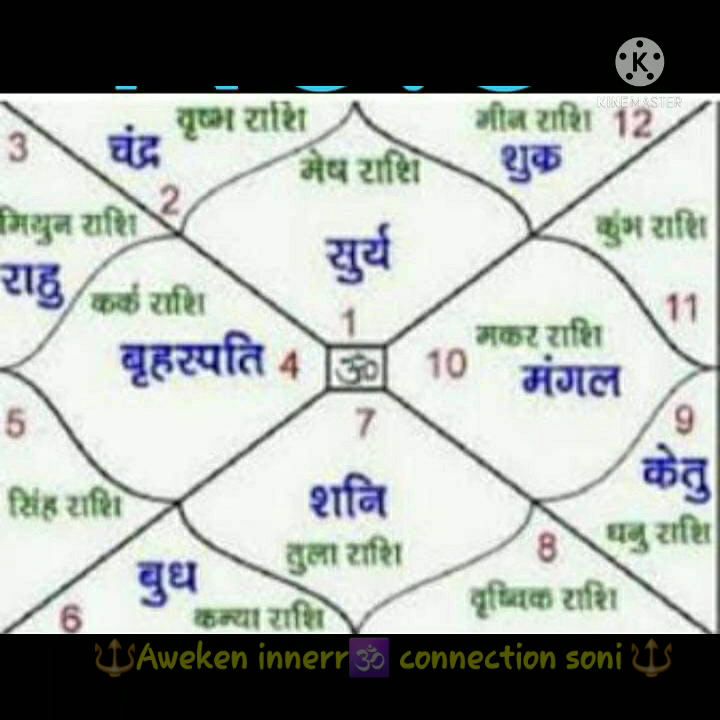 K
KINEMASTER
वृष्भ राशि
मीन राशि 12
3
चंद्र
मेष राशि
शुक्र
2
मिथुन राशि
कुंभ राशि
सुर्य
राहु
कर्क राशि
1
11
मकर राशि
बृहस्पति 4
ॐ
10
मंगल
5
7
9
केतु
सिंह राशि
शनि
धनु राशि
तुला राशि
8
बुध
वृष्चिक राशि
6
कन्या राशि
🔱Aweken innerr🕉 connection soni🔱